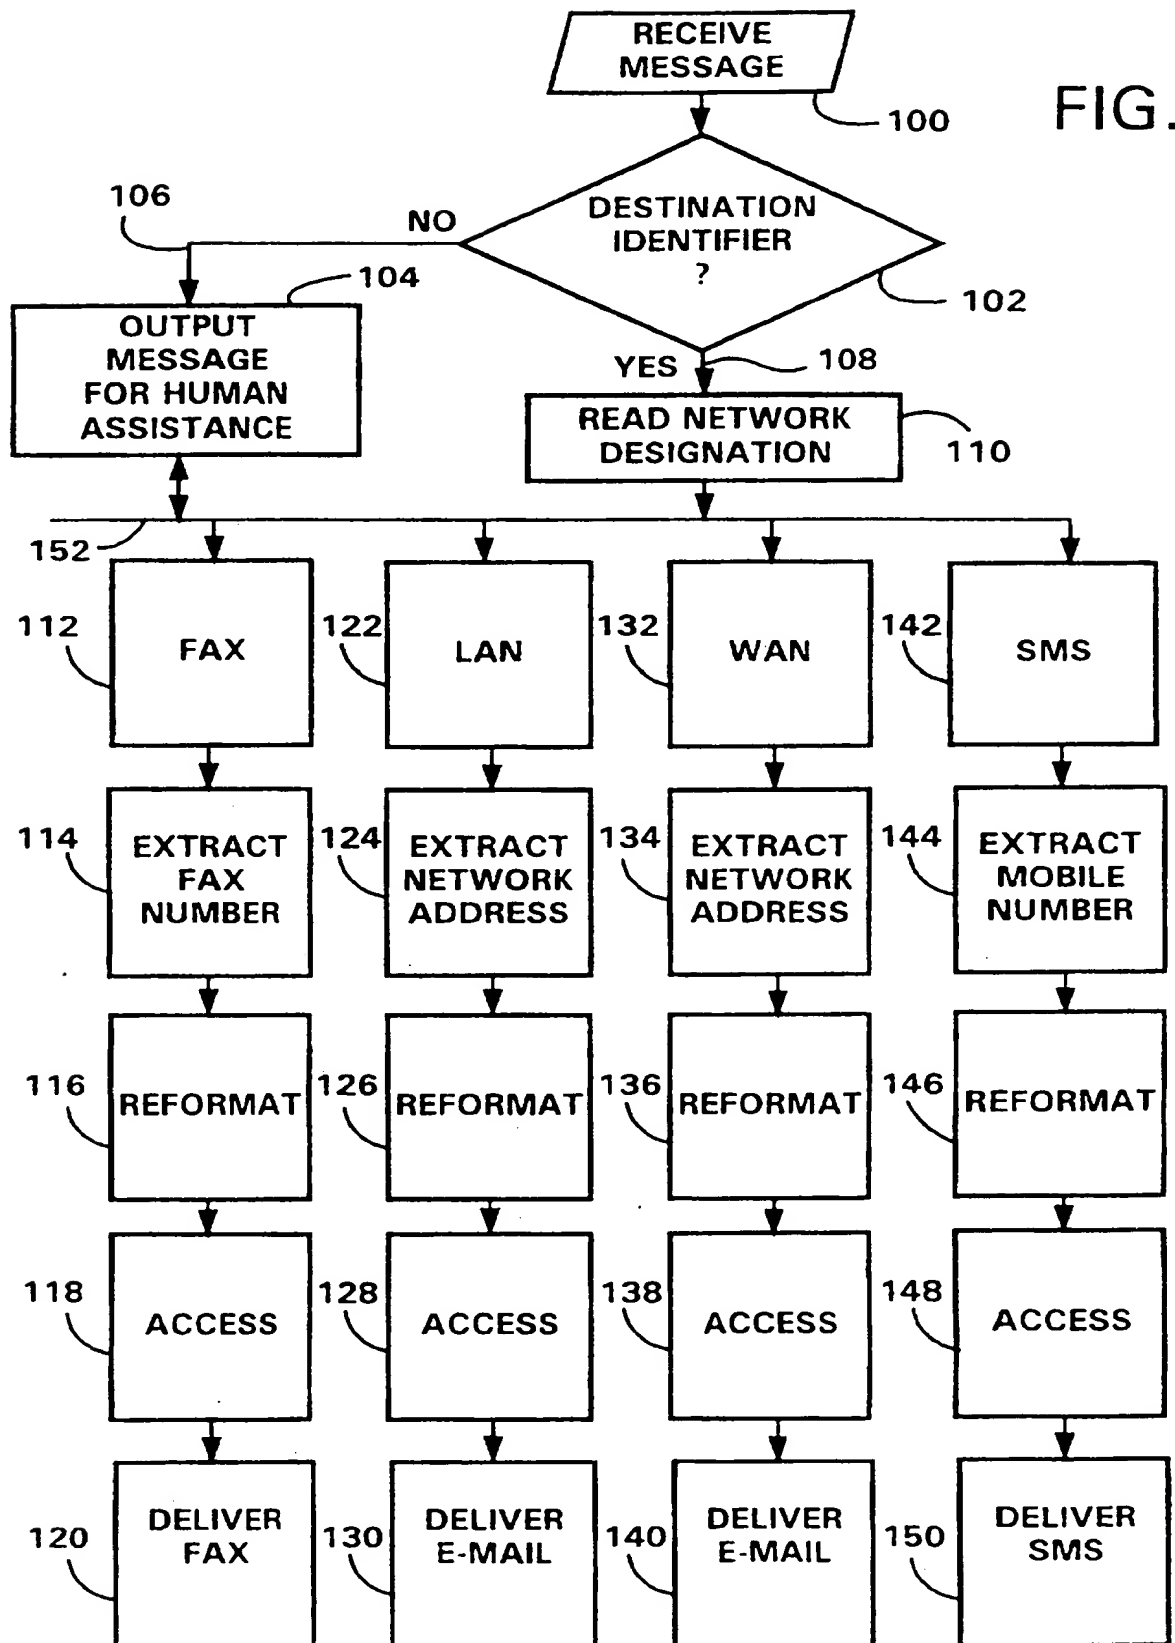 RECEIVE
MESSAGE
100
FIG.
106
NO
DESTINATION
IDENTIFIER
?
104
102
OUTPUT
MESSAGE
FOR HUMAN
ASSISTANCE
YES
108
READ NETWORK
DESIGNATION
110
152
112
FAX
122
LAN
132
WAN
142
SMS
114
EXTRACT
FAX
NUMBER
124
EXTRACT
NETWORK
ADDRESS
134
EXTRACT
NETWORK
ADDRESS
144
EXTRACT
MOBILE
NUMBER
116
REFORMAT
126
REFORMAT
136
REFORMAT
146
REFORMAT
118
ACCESS
128
ACCESS
138
ACCESS
148
ACCESS
120
DELIVER
FAX
130
DELIVER
E-MAIL
140
DELIVER
E-MAIL
150
DELIVER
SMS